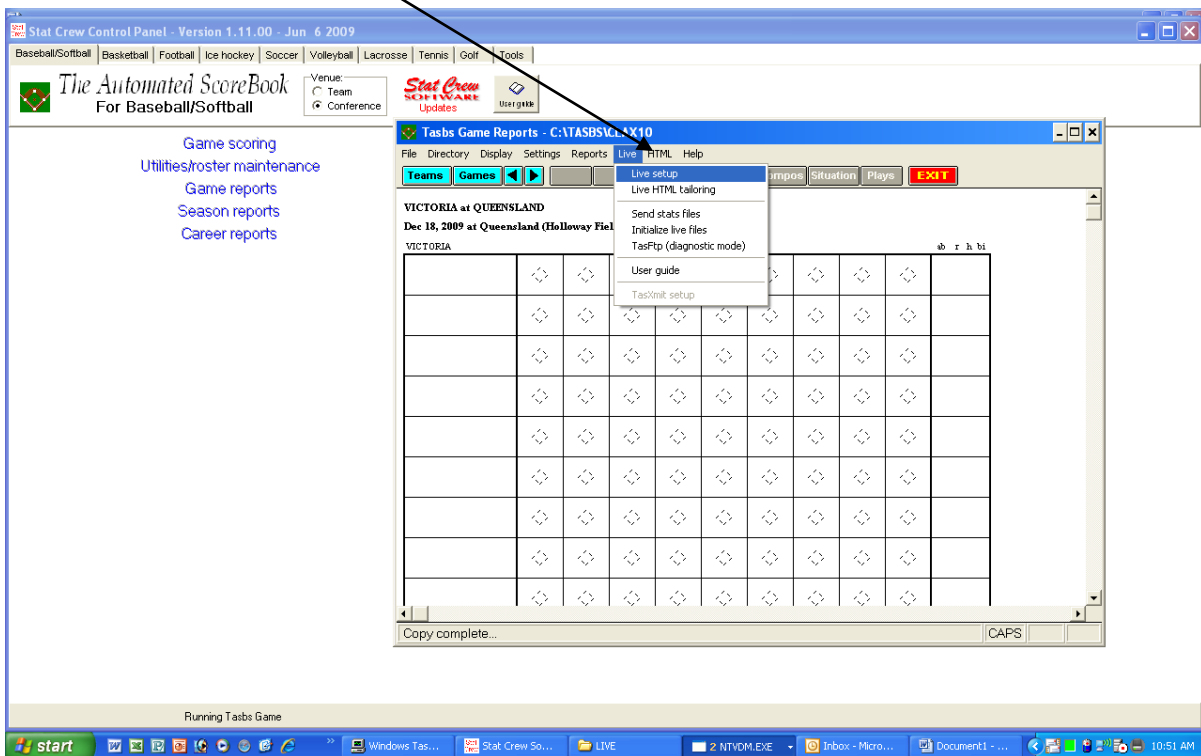 Stat Crew Control Panel - Version 1.11.00 - Jun 6 2009
Baseball/Softball Basketball Football Ice hockey Soccer Volleyball Lacrosse Tennis Golf Tools
The Automated ScoreBook
For Baseball/Softball
Venue:
Team
Conference
Stat Crew
SOFTWARE
Updates
User guide
Game scoring
Utilities/roster maintenance
Game reports
Season reports
Career reports
Tasbs Game Reports - C:\TASBS\CLAX10
File Directory Display Settings Reports Live HTML Help
Teams Games Situation Plays EXIT
Live setup
Live HTML tailoring
Send stats files
Initialize live files
TasFtp (diagnostic mode)
User guide
TasXmit setup
VICTORIA at QUEENSLAND
Dec 18, 2009 at Queensland (Holloway Fiel
VICTORIA ab r h bi
Copy complete...
CAPS
Running Tasbs Game
start Windows Tas... Stat Crew So... LIVE 2 NTVDM.EXE Inbox - Micro... Document1 - ... 10:51 AM